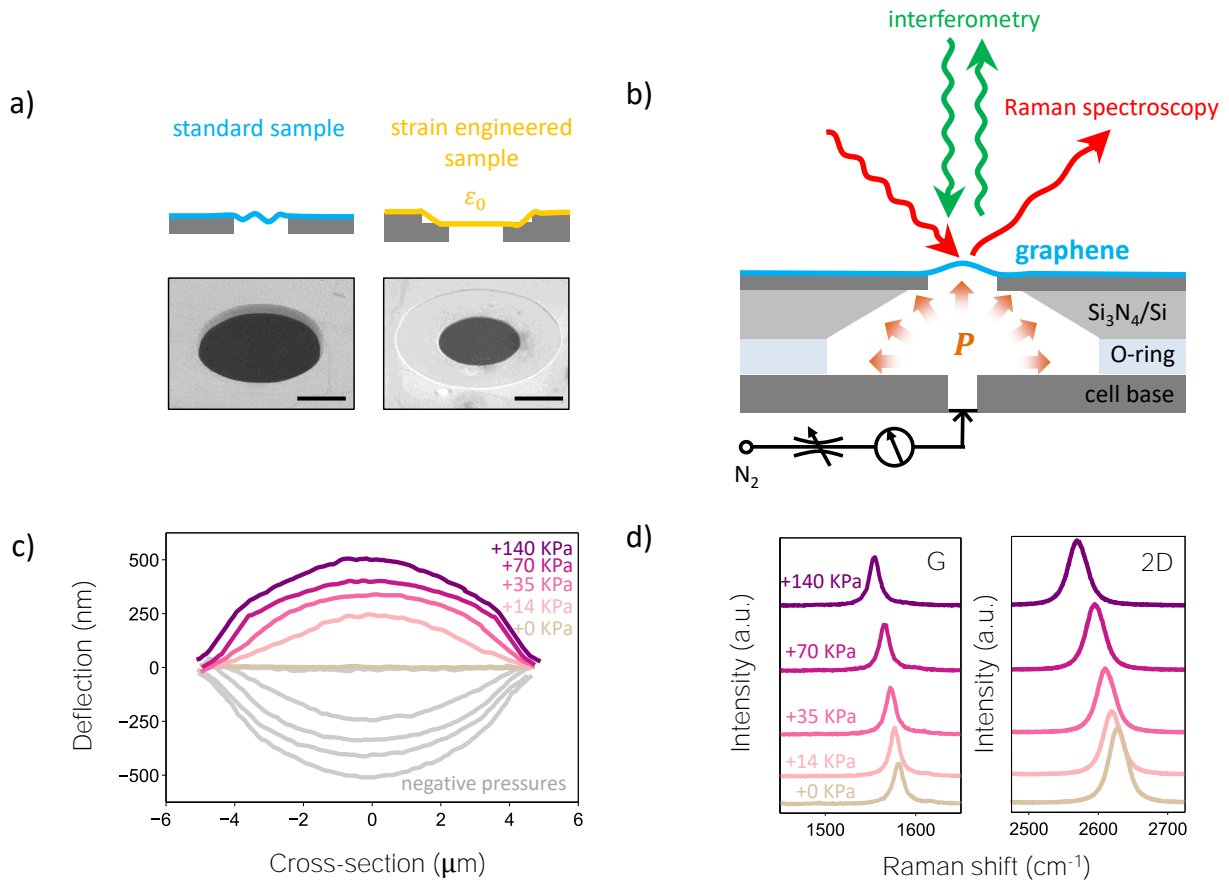 a)
standard sample
strain engineered
sample
ε₀
b)
interferometry
Raman spectroscopy
graphene
Si₃N₄/Si
P
O-ring
cell base
N₂
c)
Deflection (nm)
500
250
0
−250
−500
+140 KPa
+70 KPa
+35 KPa
+14 KPa
+0 KPa
negative pressures
−6 −4 −2 0 2 4 6
Cross-section (μm)
d)
Intensity (a.u.)
G
+140 KPa
+70 KPa
+35 KPa
+14 KPa
+0 KPa
1500 1600
Intensity (a.u.)
2D
2500 2600 2700
Raman shift (cm⁻¹)